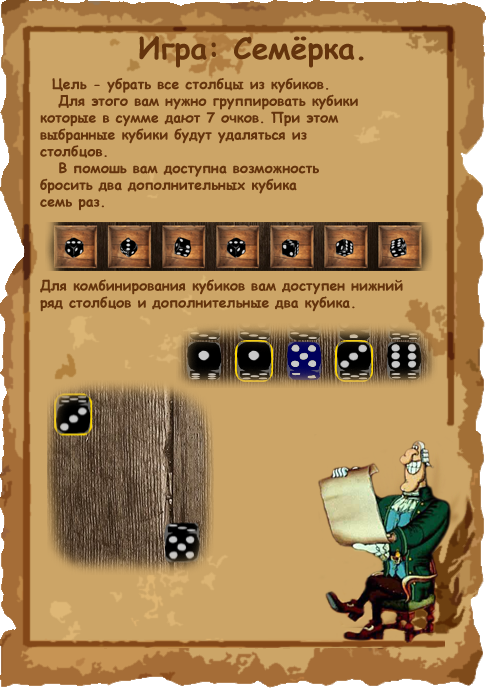 Игра: Семёрка.
Цель - убрать все столбцы из кубиков.
Для этого вам нужно группировать кубики
которые в сумме дают 7 очков. При этом
выбранные кубики будут удаляться из
столбцов.
В помошь вам доступна возможность
бросить два дополнительных кубика
семь раз.
Для комбинирования кубиков вам доступен нижний
ряд столбцов и дополнительные два кубика.